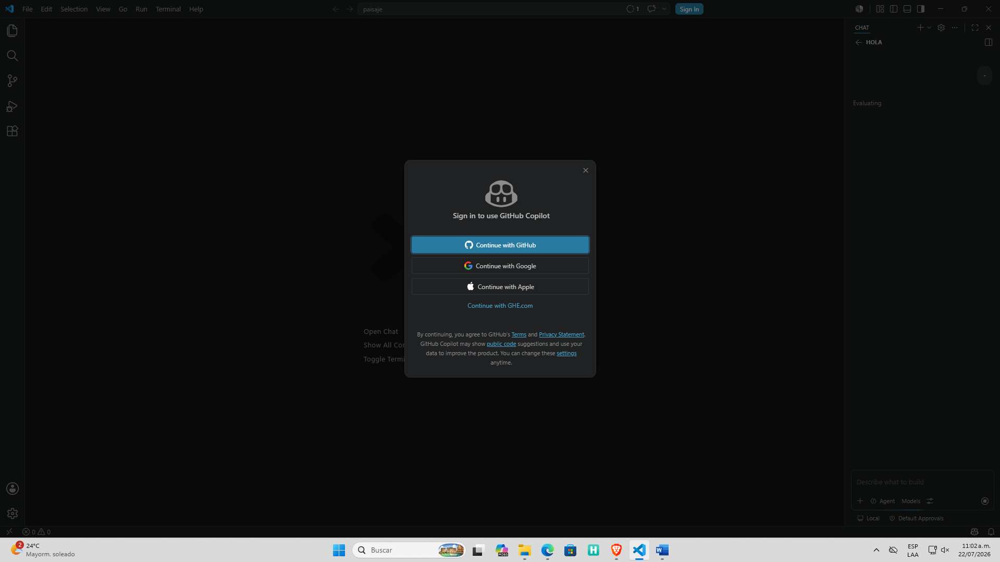 File Edit Selection View Go Run Terminal Help
paisaje
1
Sign In
CHAT
HOLA
-
Evaluating
Sign in to use GitHub Copilot
Continue with GitHub
Continue with Google
Continue with Apple
Continue with GHE.com
By continuing, you agree to GitHub's Terms and Privacy Statement.
GitHub Copilot may show public code suggestions and use your
data to improve the product. You can change these settings
anytime.
Open Chat
Show All Cor
Toggle Termi
Describe what to build
Agent Models
Local Default Approvals
0 0
2
24°C
Mayorm. soleado
Buscar
M365
H
W
ESP
LAA
11:02 a. m.
22/07/2026